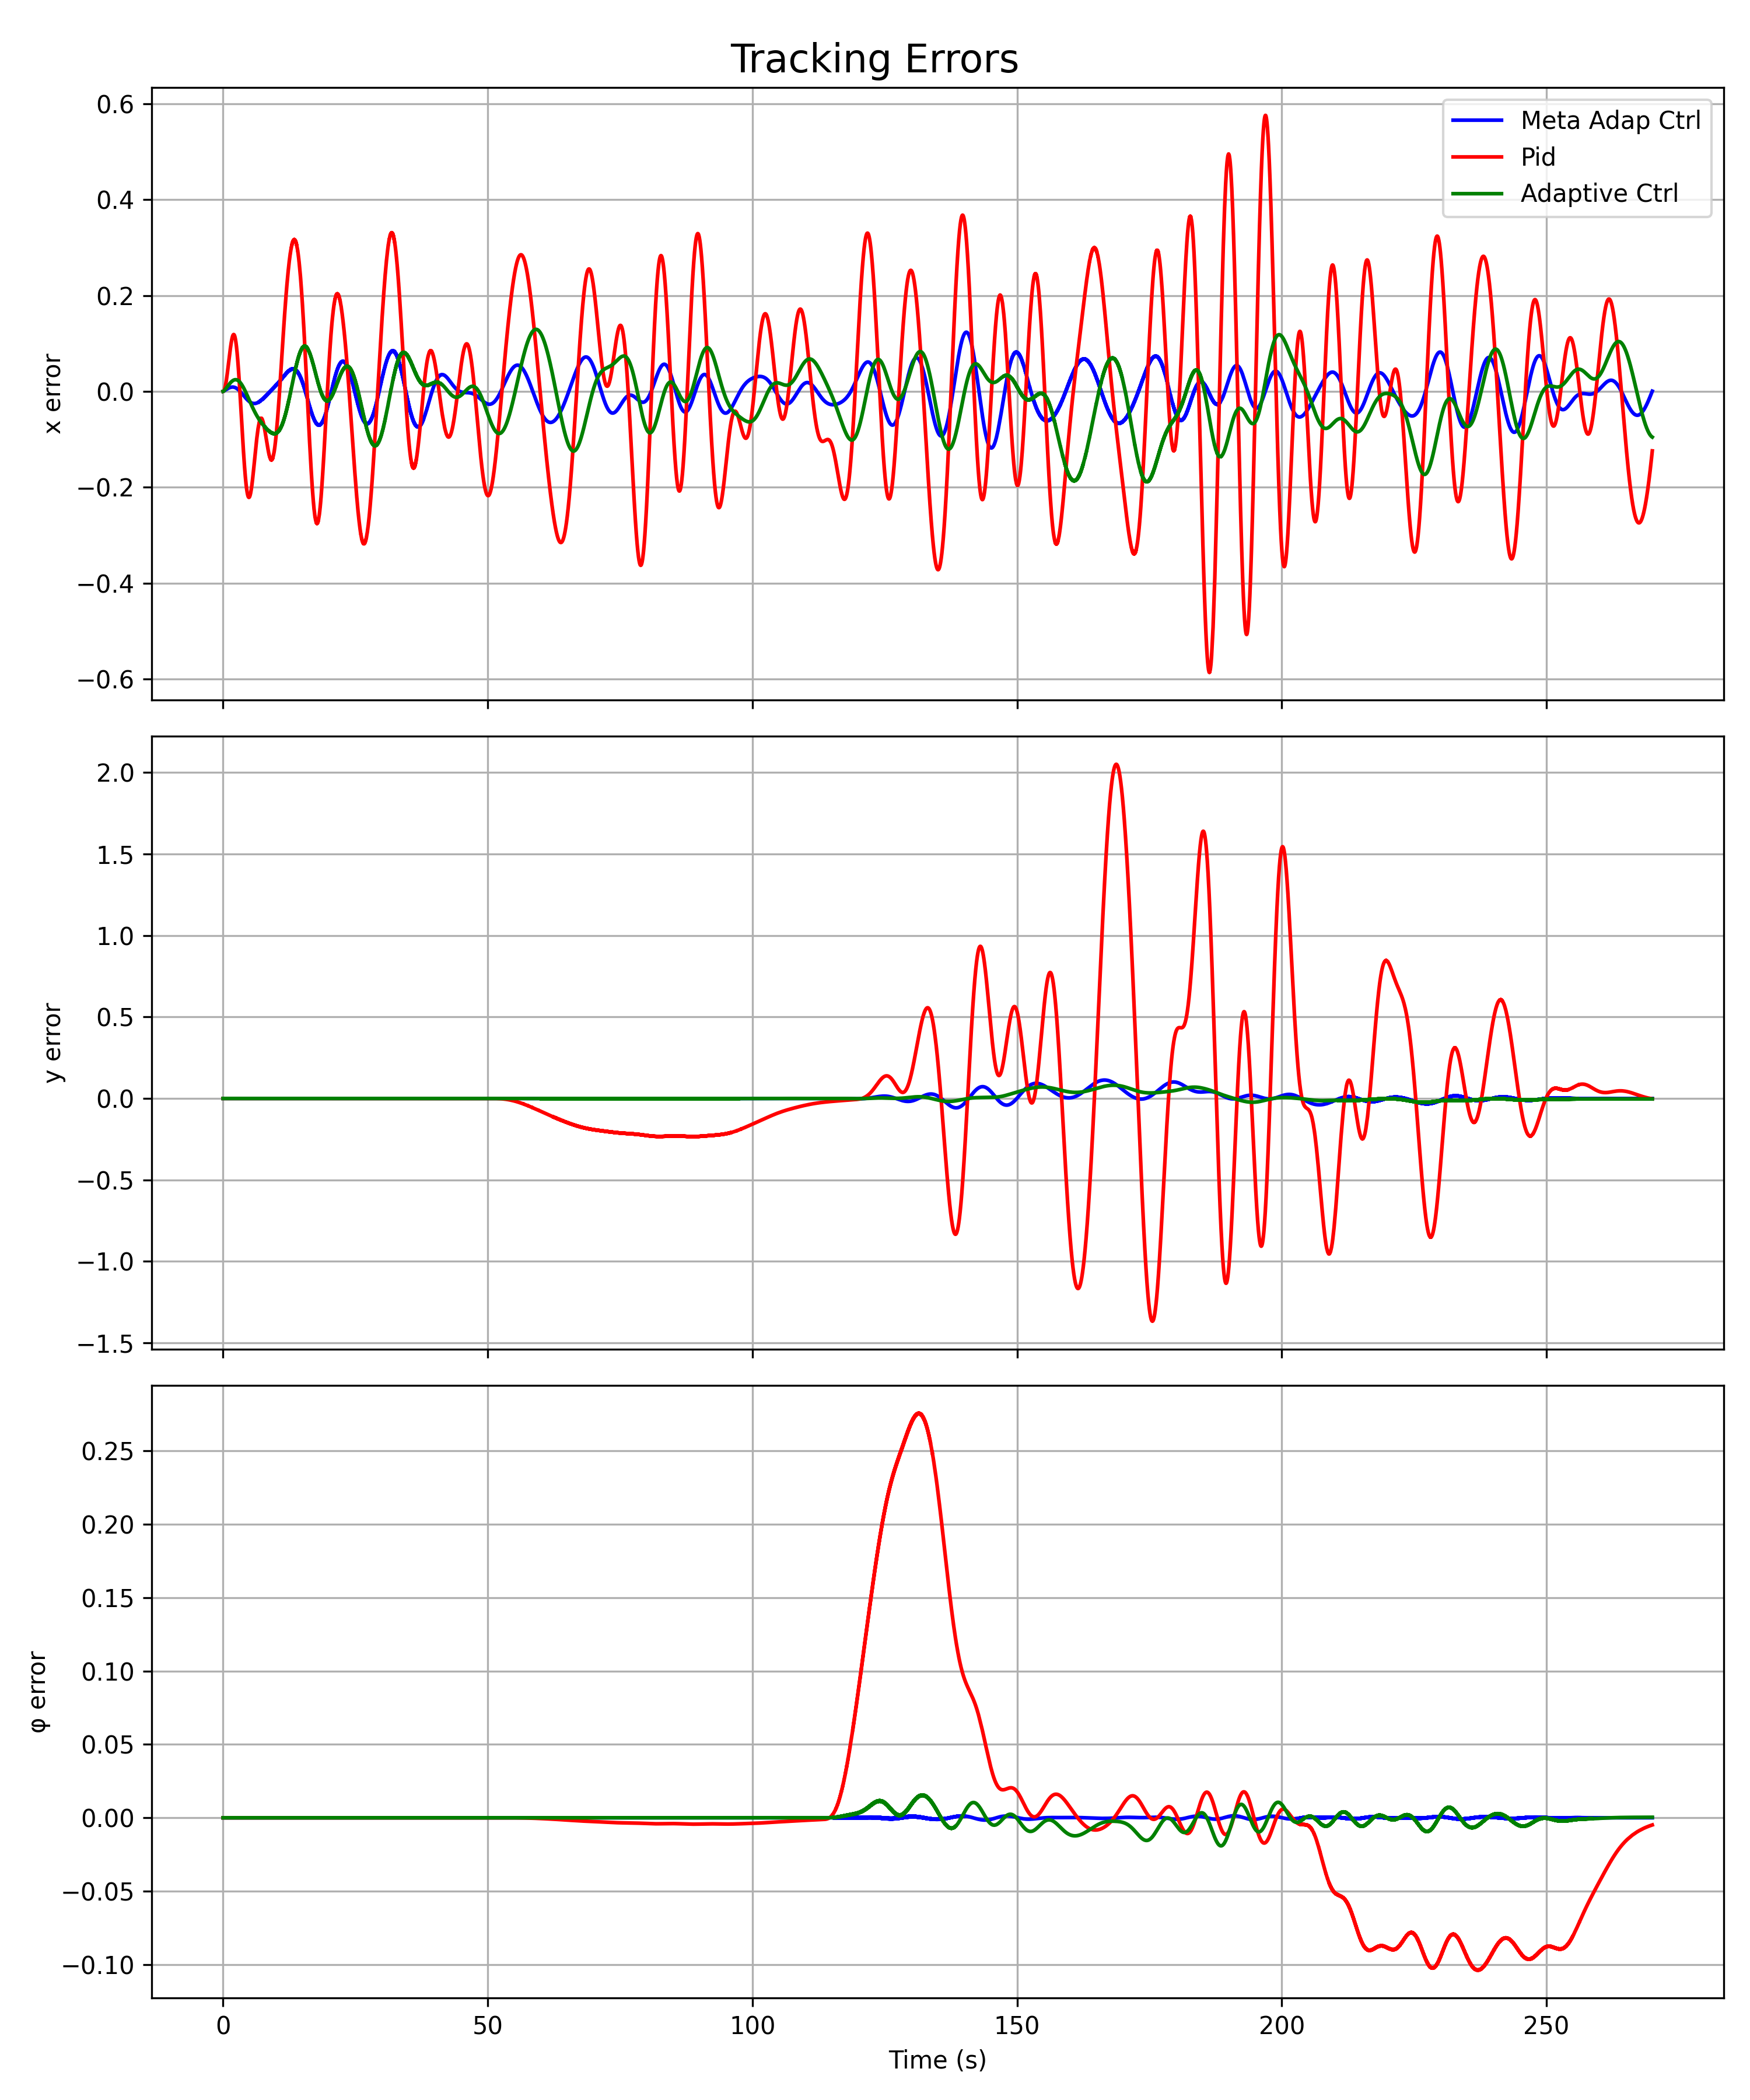 Tracking Errors
0.6
0.4
0.2
0.0
−0.2
−0.4
−0.6
x error
Meta Adap Ctrl
Pid
Adaptive Ctrl
2.0
1.5
1.0
0.5
0.0
−0.5
−1.0
−1.5
y error
0.25
0.20
0.15
0.10
0.05
0.00
−0.05
−0.10
φ error
0 50 100 150 200 250
Time (s)